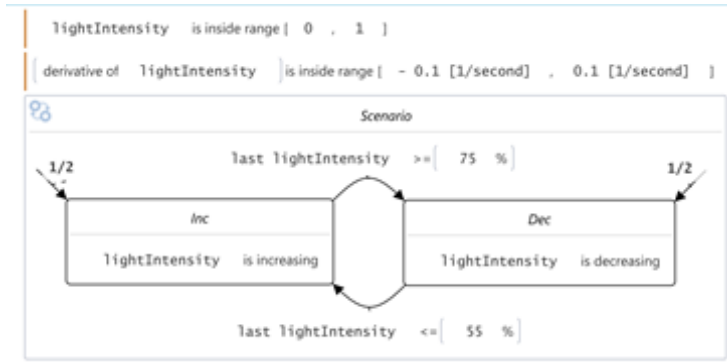 lightIntensity is inside range [ 0 , 1 ]
[ derivative of lightIntensity ] is inside range [ - 0.1 [1/second] , 0.1 [1/second] ]
Scenario
last lightIntensity >= [ 75 % ]
1/2 1/2
Inc Dec
lightIntensity is increasing lightIntensity is decreasing
last lightIntensity <= [ 55 % ]